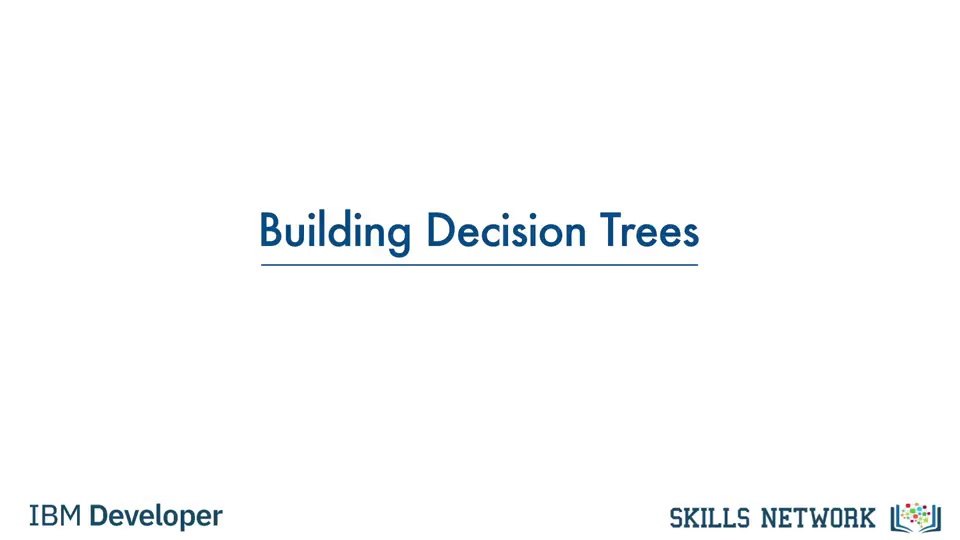 Building Decision Trees
IBM Developer
SKILLS NETWORK